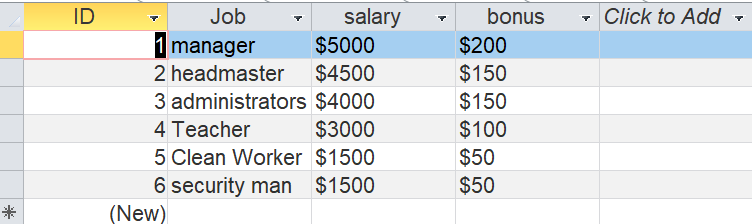 ID Job salary bonus Click to Add
1 manager $5000 $200
2 headmaster $4500 $150
3 administrators $4000 $150
4 Teacher $3000 $100
5 Clean Worker $1500 $50
6 security man $1500 $50
(New)